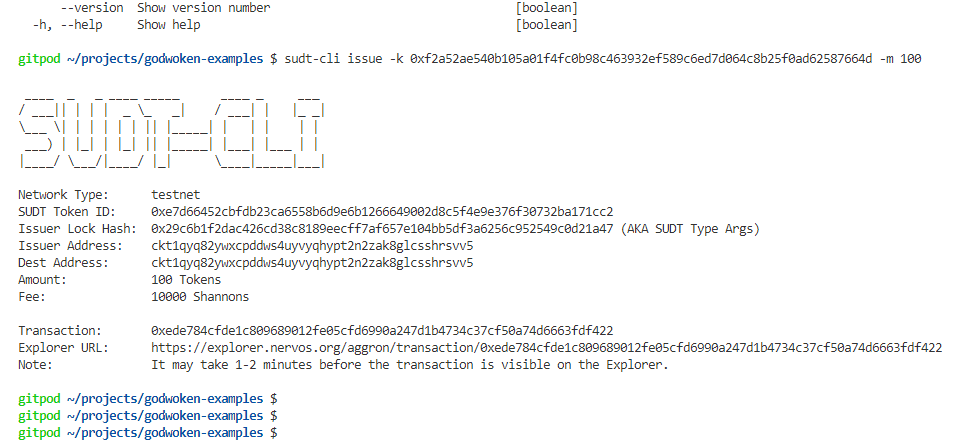 --version  Show version number                                  [boolean]
-h, --help     Show help                                            [boolean]
gitpod ~/projects/godwoken-examples $ sudt-cli issue -k 0xf2a52ae540b105a01f4fc0b98c463932ef589c6ed7d064c8b25f0ad62587664d -m 100
SUDT-CLI
Network Type:      testnet
SUDT Token ID:     0xe7d66452cbfdb23ca6558b6d9e6b1266649002d8c5f4e9e376f30732ba171cc2
Issuer Lock Hash:  0x29c6b1f2dac426cd38c8189eecff7af657e104bb5df3a6256c952549c0d21a47 (AKA SUDT Type Args)
Issuer Address:    ckt1qyq82ywxcpddws4uyvyqhypt2n2zak8glcsshrsvv5
Dest Address:      ckt1qyq82ywxcpddws4uyvyqhypt2n2zak8glcsshrsvv5
Amount:            100 Tokens
Fee:               10000 Shannons
Transaction:       0xede784cfde1c809689012fe05cfd6990a247d1b4734c37cf50a74d6663fdf422
Explorer URL:      https://explorer.nervos.org/aggron/transaction/0xede784cfde1c809689012fe05cfd6990a247d1b4734c37cf50a74d6663fdf422
Note:              It may take 1-2 minutes before the transaction is visible on the Explorer.
gitpod ~/projects/godwoken-examples $
gitpod ~/projects/godwoken-examples $
gitpod ~/projects/godwoken-examples $